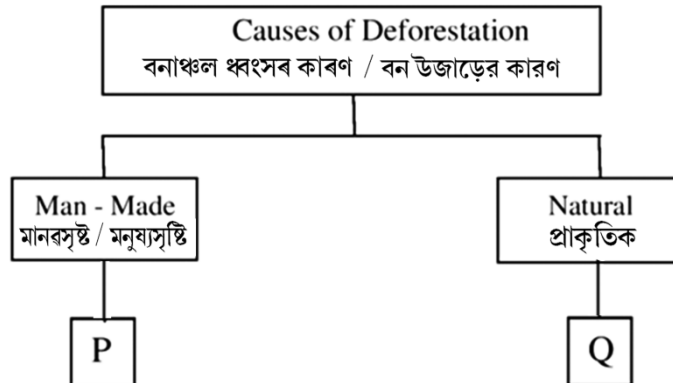 Causes of Deforestation
বনাঞ্চল ধ্বংসৰ কাৰণ / বন উজাড়ের কারণ
Man - Made
মানৱসৃষ্ট / মনুষ্যসৃষ্টি
Natural
প্ৰাকৃতিক
P
Q